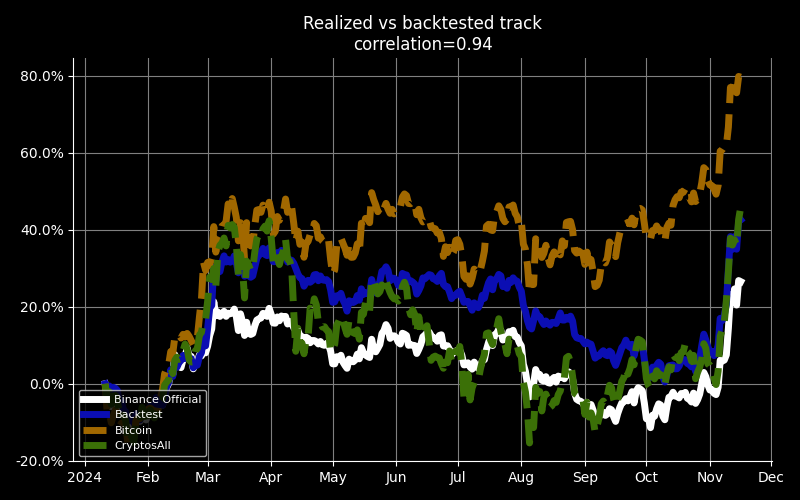 Realized vs backtested track
correlation=0.94
80.0%
60.0%
40.0%
20.0%
0.0%
-20.0%
Binance Official
Backtest
Bitcoin
CryptosAll
2024 Feb Mar Apr May Jun Jul Aug Sep Oct Nov Dec